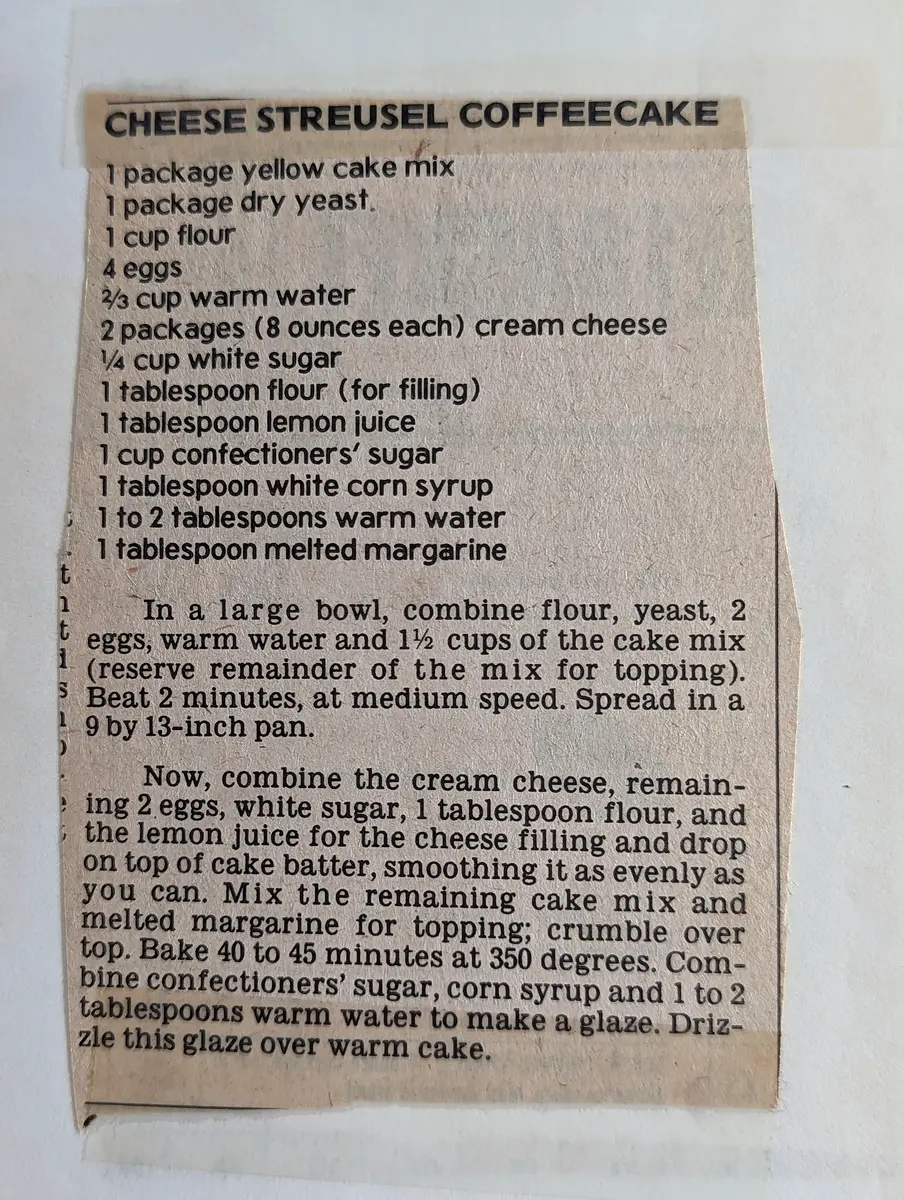 CHEESE STREUSEL COFFEECAKE
1 package yellow cake mix
1 package dry yeast.
1 cup flour
4 eggs
⅔ cup warm water
2 packages (8 ounces each) cream cheese
¼ cup white sugar
1 tablespoon flour (for filling)
1 tablespoon lemon juice
1 cup confectioners' sugar
1 tablespoon white corn syrup
1 to 2 tablespoons warm water
1 tablespoon melted margarine
In a large bowl, combine flour, yeast, 2
eggs, warm water and 1½ cups of the cake mix
(reserve remainder of the mix for topping).
Beat 2 minutes, at medium speed. Spread in a
9 by 13-inch pan.
Now, combine the cream cheese, remain-
ing 2 eggs, white sugar, 1 tablespoon flour, and
the lemon juice for the cheese filling and drop
on top of cake batter, smoothing it as evenly as
you can. Mix the remaining cake mix and
melted margarine for topping; crumble over
top. Bake 40 to 45 minutes at 350 degrees. Com-
bine confectioners' sugar, corn syrup and 1 to 2
tablespoons warm water to make a glaze. Driz-
zle this glaze over warm cake.